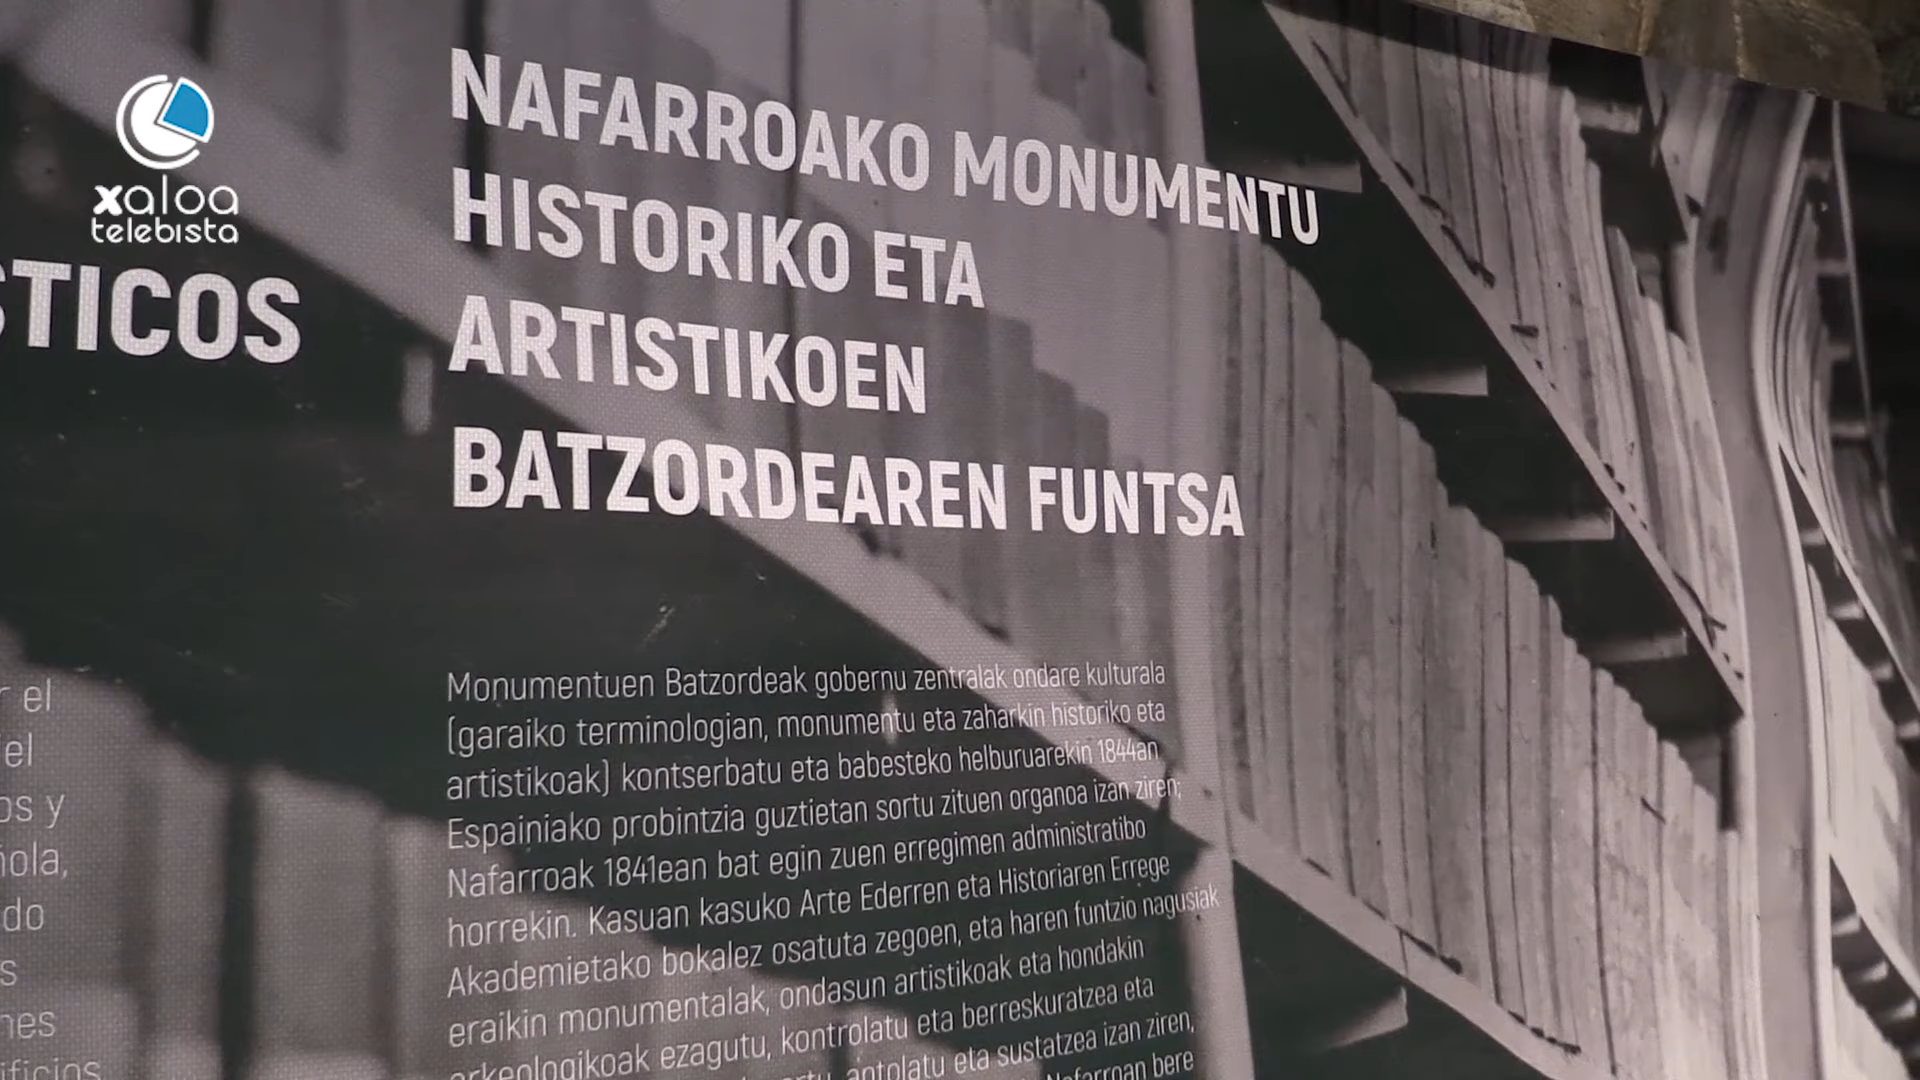 xaloa
telebista
STICOS
r el
el
os y
ñola,
do
s
nes
ificios
NAFARROAKO MONUMENTU
HISTORIKO ETA
ARTISTIKOEN
BATZORDEAREN FUNTSA
Monumentuen Batzordeak gobernu zentralak ondare kulturala
(garaiko terminologian, monumentu eta zaharkin historiko eta
artistikoak) kontserbatu eta babesteko helburuarekin 1844an
Espainiako probintzia guztietan sortu zituen organoa izan ziren;
Nafarroak 1841ean bat egin zuen erregimen administratibo
horrekin. Kasuan kasuko Arte Ederren eta Historiaren Errege
Akademietako bokalez osatuta zegoen, eta haren funtzio nagusiak
eraikin monumentalak, ondasun artistikoak eta hondakin
arkeologikoak ezagutu, kontrolatu eta berreskuratzea eta
antolatu eta sustatzea izan ziren,
Nafarroan bere